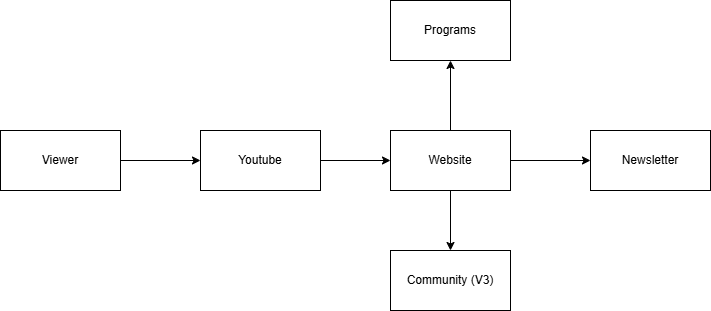 Programs
Viewer
Youtube
Website
Newsletter
Community (V3)